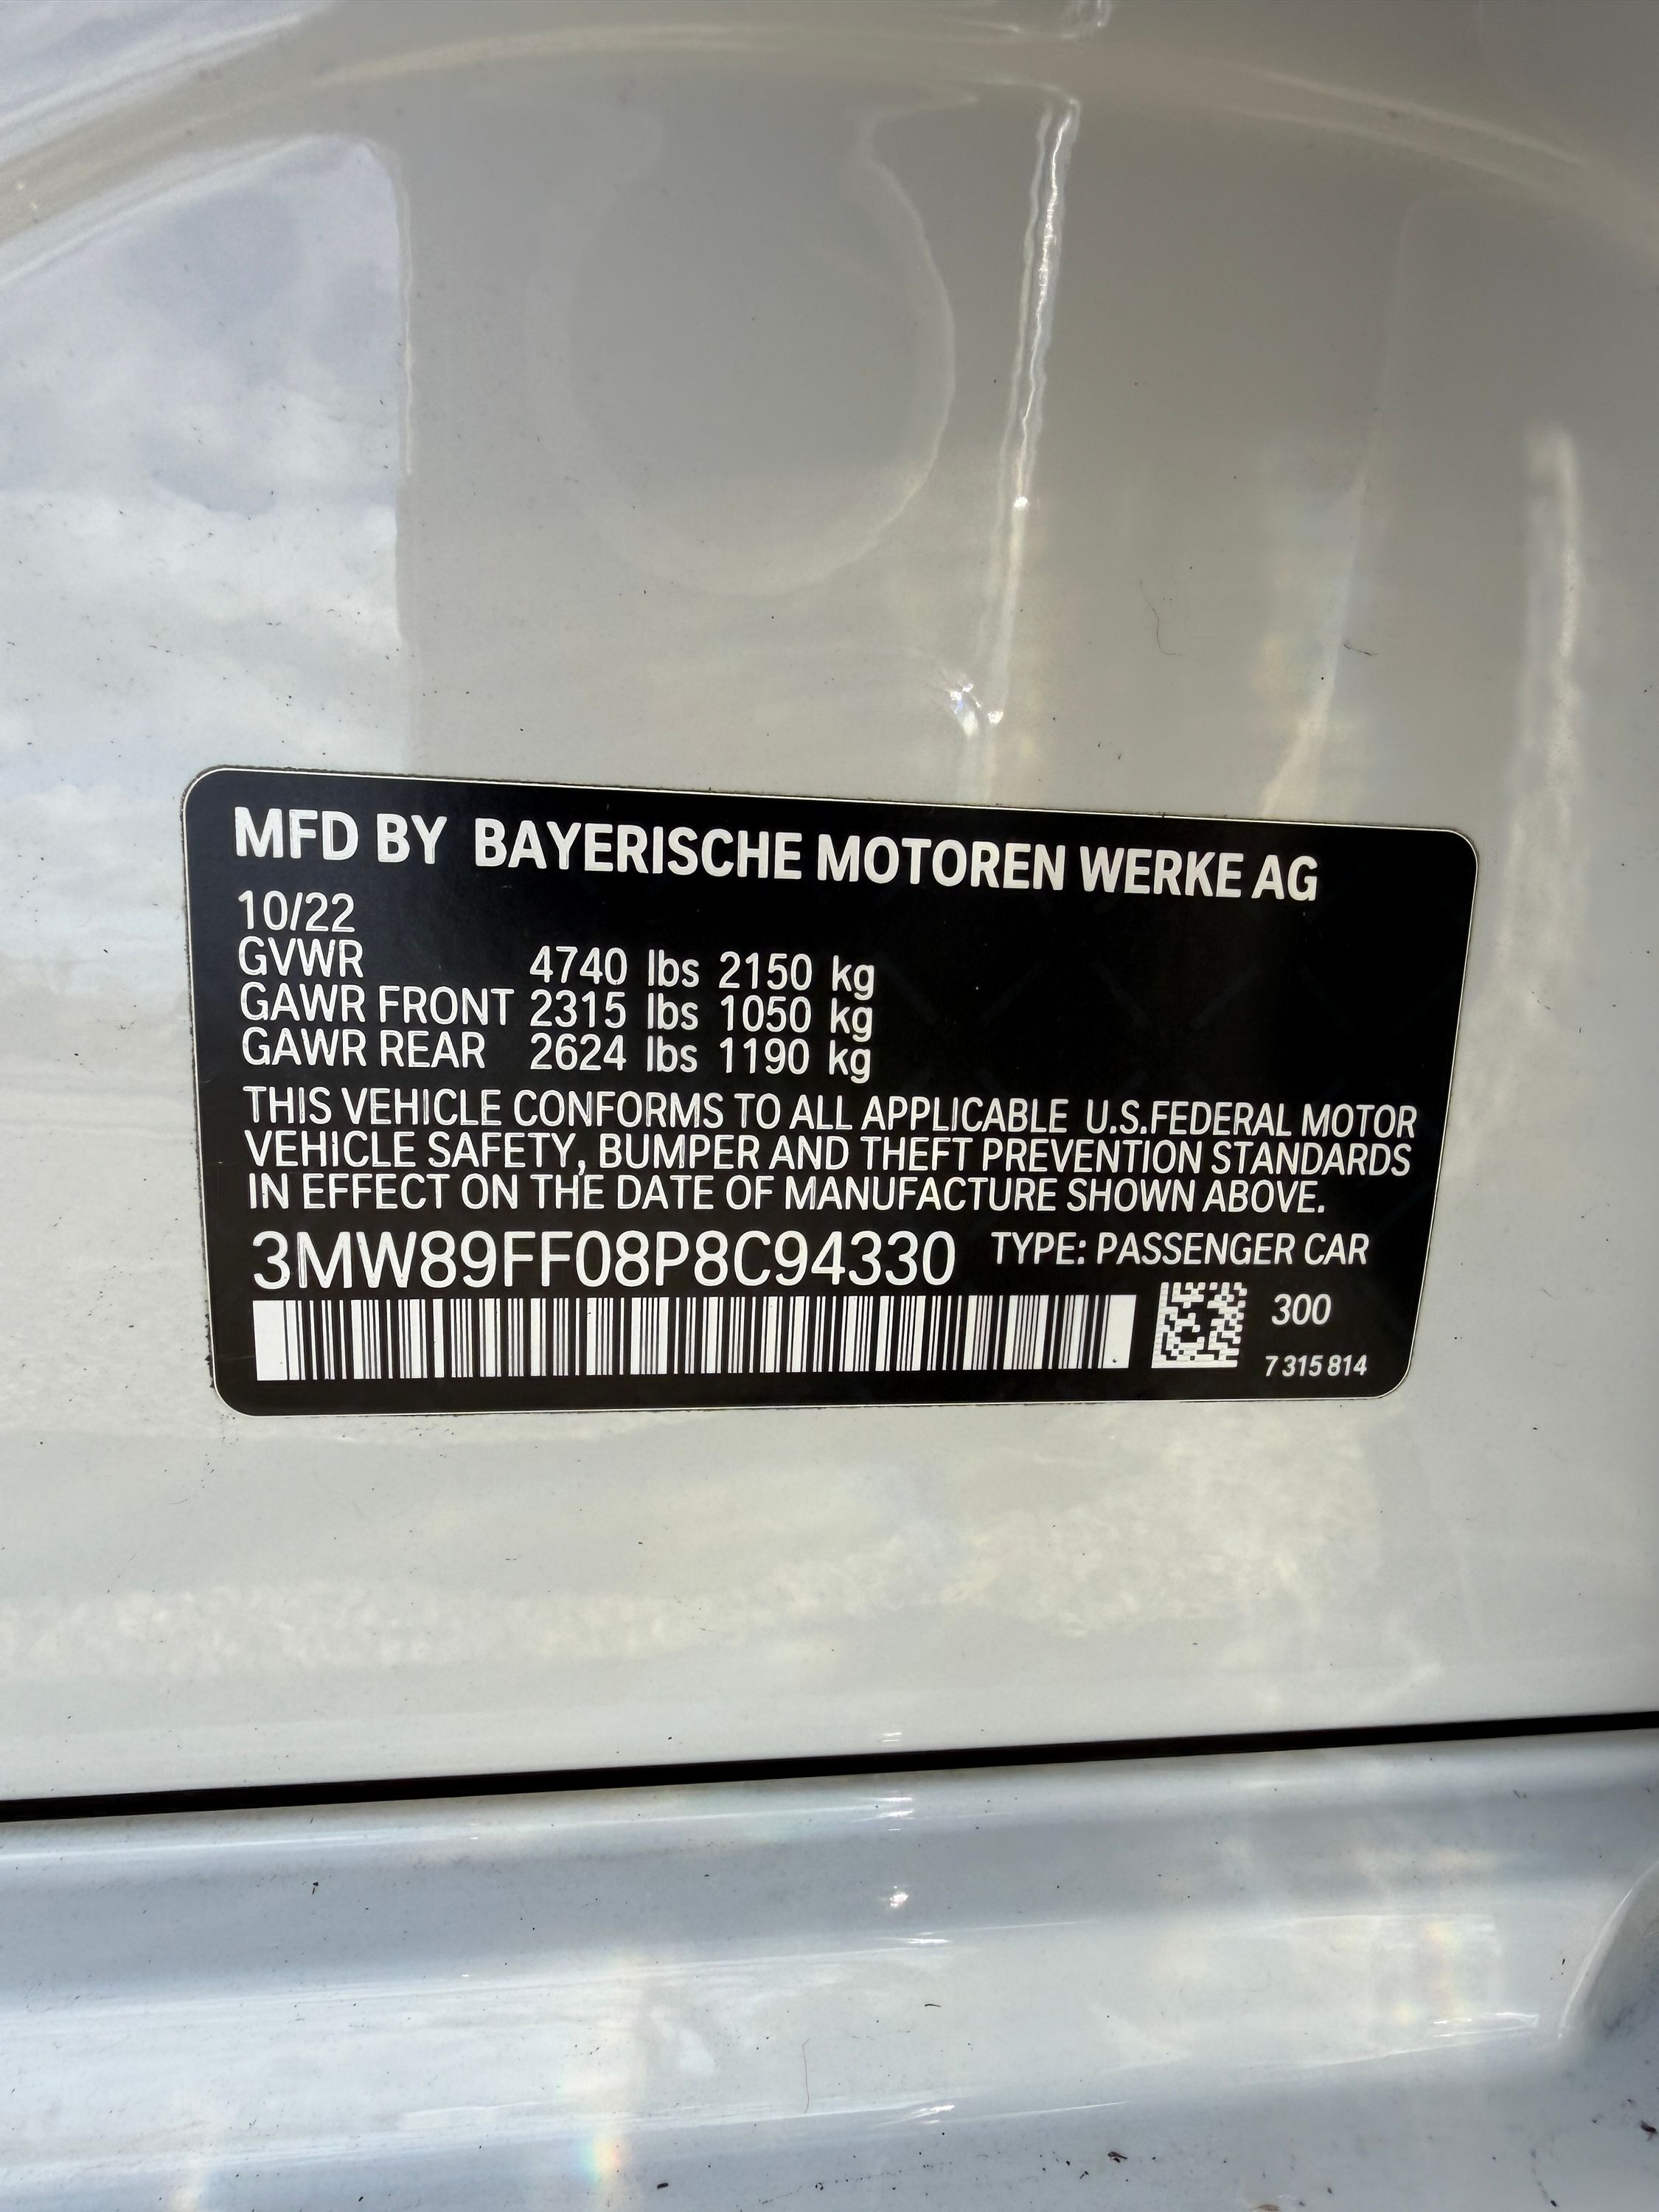 MFD BY BAYERISCHE MOTOREN WERKE AG
10/22
GVWR 4740 lbs 2150 kg
GAWR FRONT 2315 lbs 1050 kg
GAWR REAR 2624 lbs 1190 kg
THIS VEHICLE CONFORMS TO ALL APPLICABLE U.S.FEDERAL MOTOR
VEHICLE SAFETY, BUMPER AND THEFT PREVENTION STANDARDS
IN EFFECT ON THE DATE OF MANUFACTURE SHOWN ABOVE.
3MW89FF08P8C94330 TYPE: PASSENGER CAR
300
7 315 814